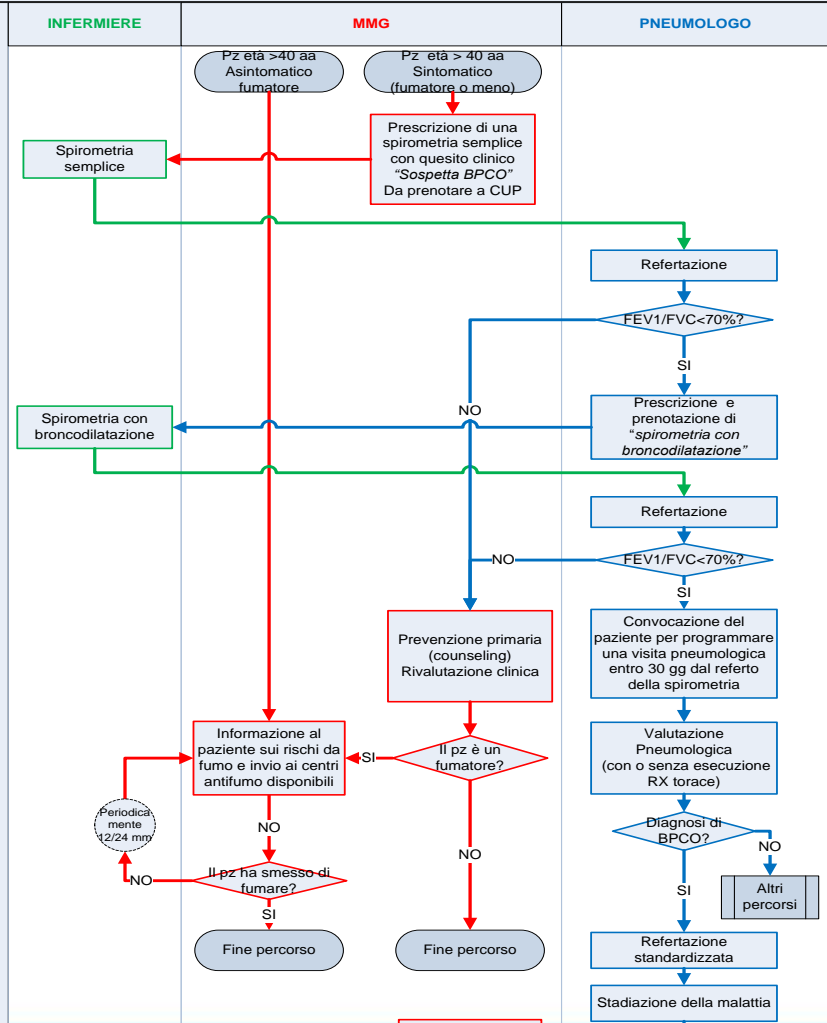 INFERMIERE
MMG
PNEUMOLOGO
Pz età >40 aa
Asintomatico
fumatore
Pz età > 40 aa
Sintomatico
(fumatore o meno)
Prescrizione di una
spirometria semplice
con quesito clinico
"Sospetta BPCO"
Da prenotare a CUP
Spirometria
semplice
Refertazione
FEV1/FVC<70%?
SI
NO
Prescrizione e
prenotazione di
"spirometria con
broncodilatazione"
Spirometria con
broncodilatazione
Refertazione
FEV1/FVC<70%?
NO
SI
Convocazione del
paziente per programmare
una visita pneumologica
entro 30 gg dal referto
della spirometria
Prevenzione primaria
(counseling)
Rivalutazione clinica
Informazione al
paziente sui rischi da
fumo e invio ai centri
antifumo disponibili
SI
Il pz è un
fumatore?
Valutazione
Pneumologica
(con o senza esecuzione
RX torace)
Periodica
mente
12/24 mm
NO
Diagnosi di
BPCO?
NO
NO
NO
Il pz ha smesso di
fumare?
SI
Altri
percorsi
SI
Fine percorso
Fine percorso
Refertazione
standardizzata
Stadiazione della malattia